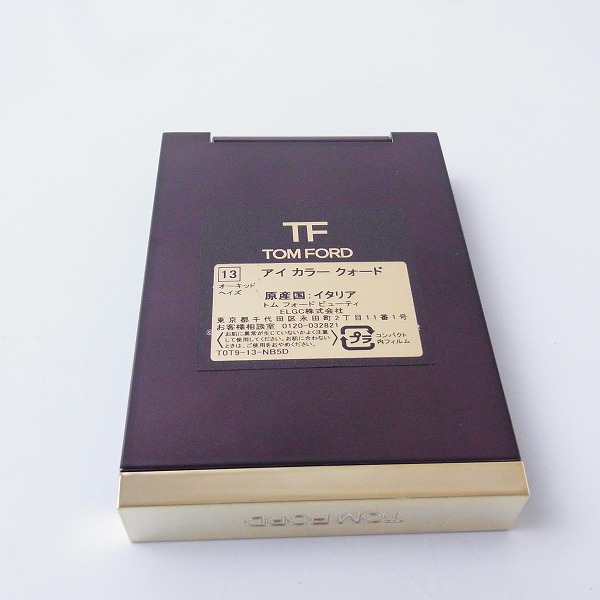 TF
TOM FORD
13 アイ カラー クォード
オーキッド
ヘイズ
原産国:イタリア
トム フォード ビューティ
ELGC株式会社
東京都千代田区永田町2丁目11番1号
お客様相談室 0120-032821
お肌に異常が生じていないかよく注意
して使用してください。お肌に合わない
ときは、ご使用をおやめください。
プラ
コンパクト
内フィルム
T0T9-13-NB5D
TOM FORD